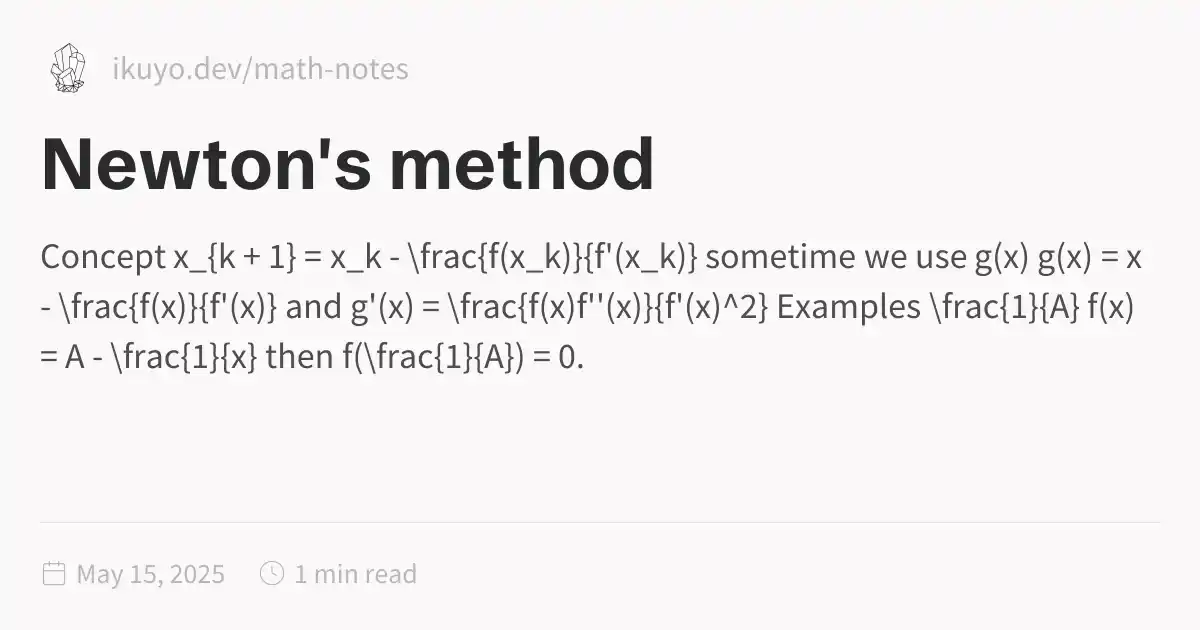 ikuyo.dev/math-notes
Newton's method
Concept x_{k + 1} = x_k - \frac{f(x_k)}{f'(x_k)} sometime we use g(x) g(x) = x
- \frac{f(x)}{f'(x)} and g'(x) = \frac{f(x)f''(x)}{f'(x)^2} Examples \frac{1}{A} f(x)
= A - \frac{1}{x} then f(\frac{1}{A}) = 0.
May 15, 2025 1 min read